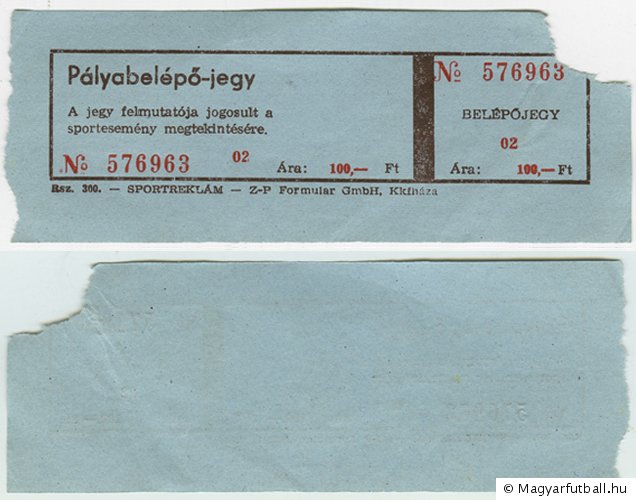 Pályabelépő-jegy
A jegy felmutatója jogosult a
sportesemény megtekintésére.
№ 576963 02 Ára: 100,— Ft
№ 576963
BELÉPŐJEGY
02
Ára: 100,— Ft
Rsz. 300. — SPORTREKLÁM — Z-P Formular GmbH, Kkfháza
© Magyarfutball.hu